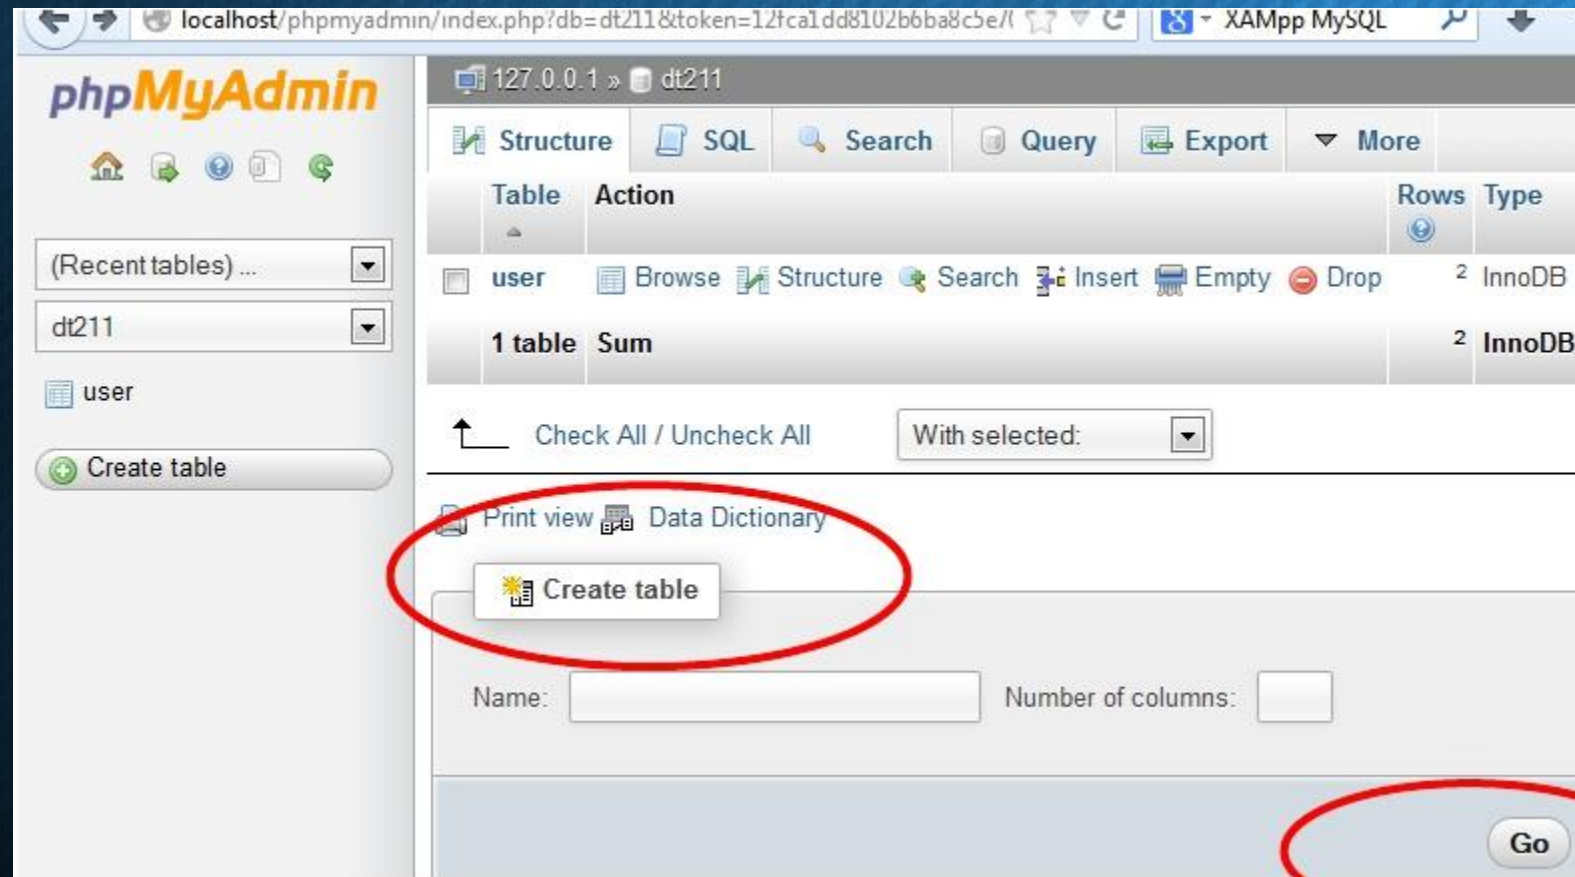 localhost/phpmyadmin/index.php?db=dt211&token=12fca1dd8102b6ba8c5e7(
XAMpp MySQL
phpMyAdmin
127.0.0.1 » dt211
Structure SQL Search Query Export More
Table Action Rows Type
(Recent tables) ...
user Browse Structure Search Insert Empty Drop 2 InnoDB
dt211
1 table Sum 2 InnoDB
user
Check All / Uncheck All With selected:
Create table
Print view Data Dictionary
Create table
Name: Number of columns:
Go